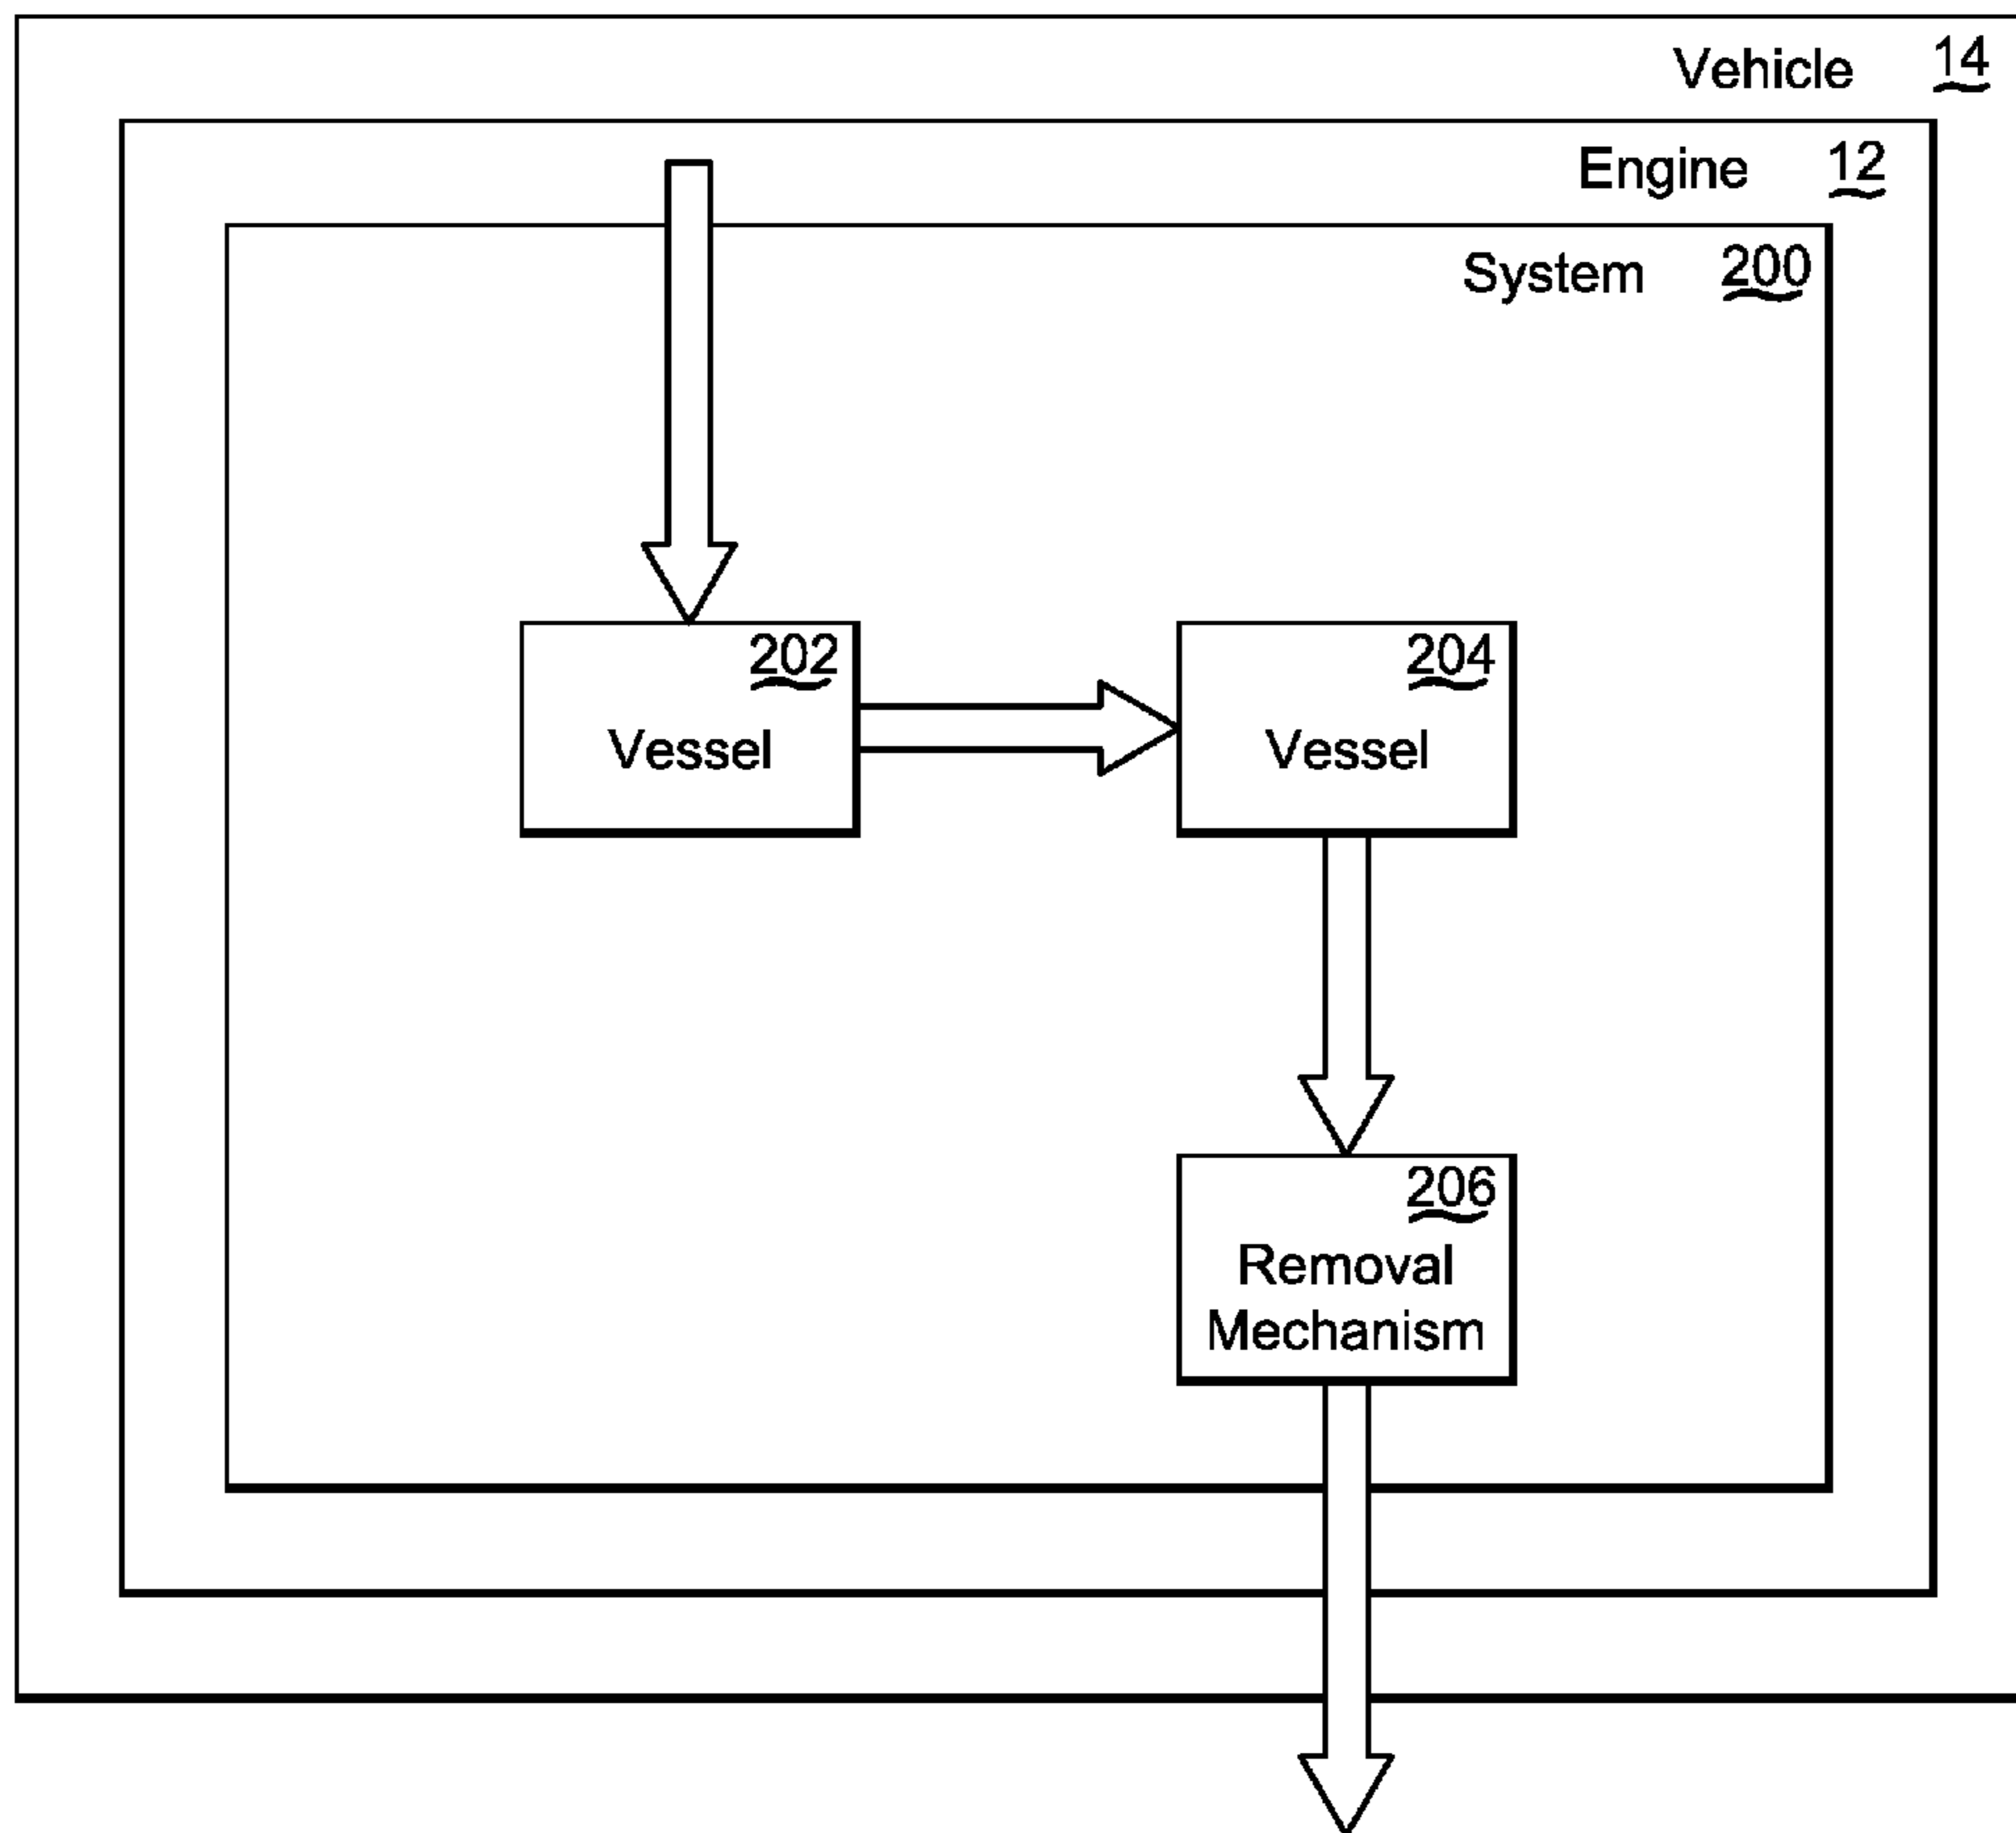 Vehicle 14
Engine 12
System 200
202
Vessel
204
Vessel
206
Removal
Mechanism